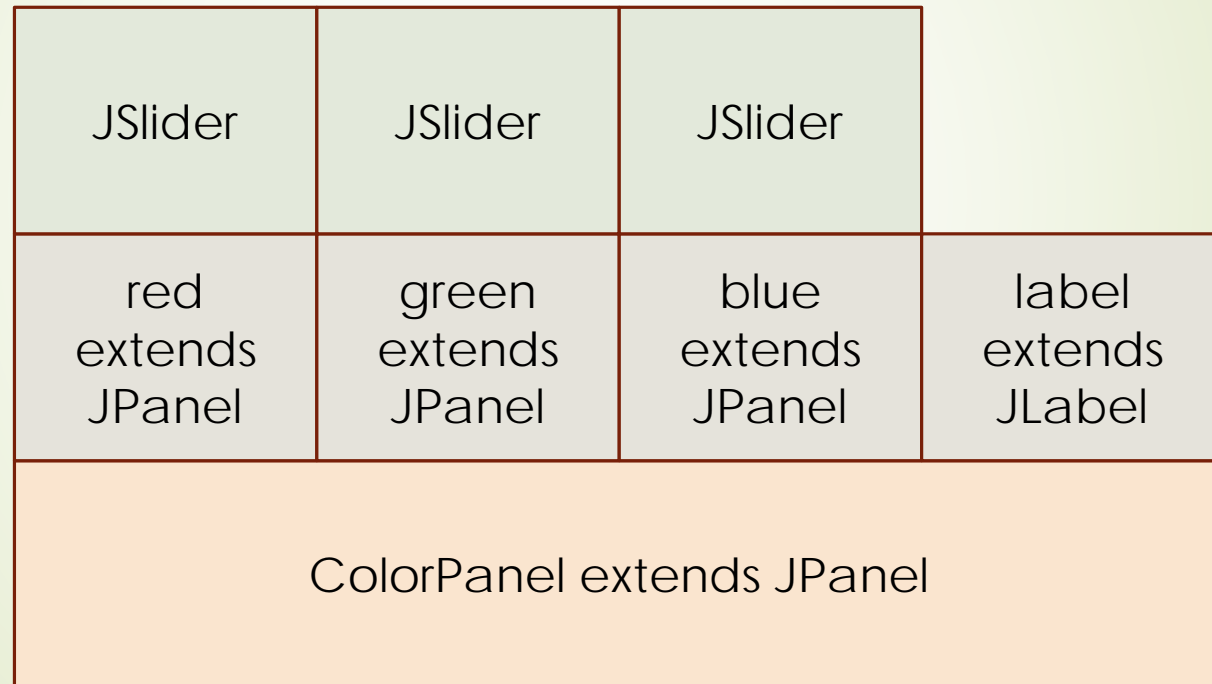 JSlider
JSlider
JSlider
red
extends
JPanel
green
extends
JPanel
blue
extends
JPanel
label
extends
JLabel
ColorPanel extends JPanel